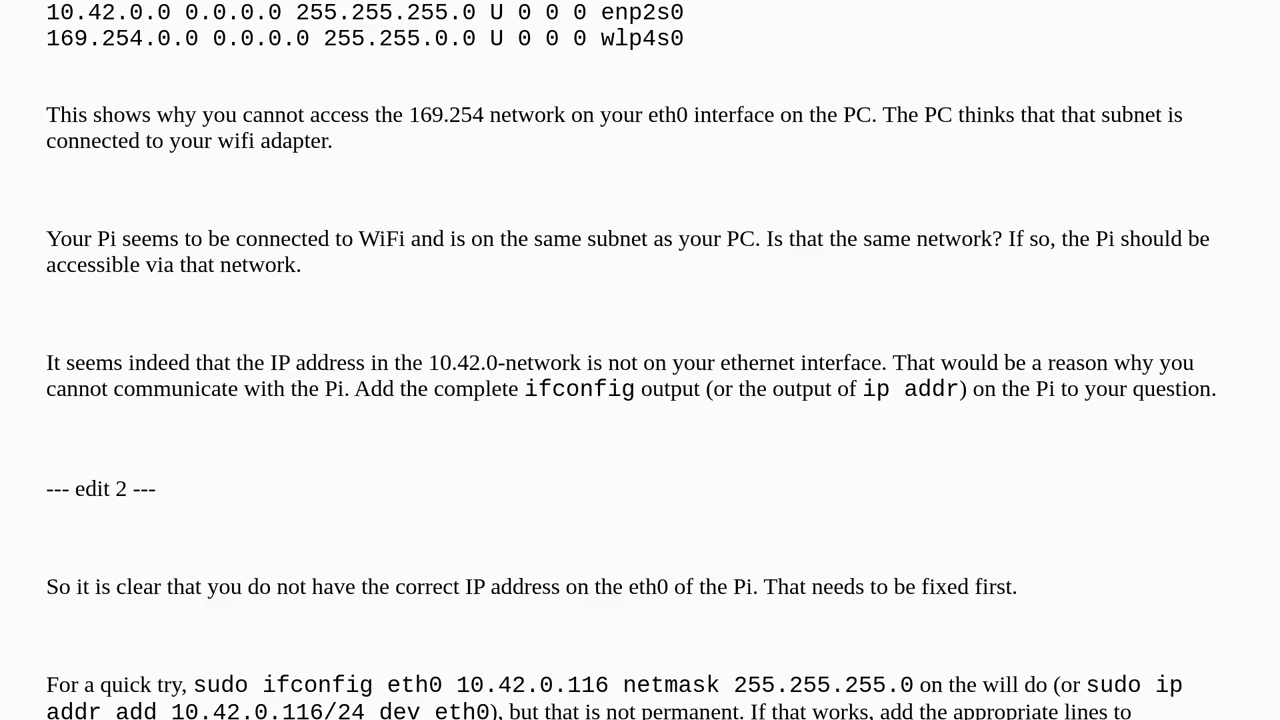 10.42.0.0 0.0.0.0 255.255.255.0 U 0 0 0 enp2s0
169.254.0.0 0.0.0.0 255.255.0.0 U 0 0 0 wlp4s0
This shows why you cannot access the 169.254 network on your eth0 interface on the PC. The PC thinks that that subnet is
connected to your wifi adapter.
Your Pi seems to be connected to WiFi and is on the same subnet as your PC. Is that the same network? If so, the Pi should be
accessible via that network.
It seems indeed that the IP address in the 10.42.0-network is not on your ethernet interface. That would be a reason why you
cannot communicate with the Pi. Add the complete ifconfig output (or the output of ip addr) on the Pi to your question.
--- edit 2 ---
So it is clear that you do not have the correct IP address on the eth0 of the Pi. That needs to be fixed first.
For a quick try, sudo ifconfig eth0 10.42.0.116 netmask 255.255.255.0 on the will do (or sudo ip
addr add 10.42.0.116/24 dev eth0), but that is not permanent. If that works, add the appropriate lines to